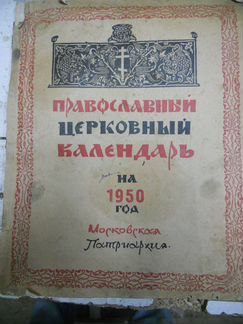 ПРАВОСЛАВНЫЙ
ЦЕРКОВНЫЙ
КАЛЕНДАРЬ
НА
1950
ГОД
Московская
Патриархия.